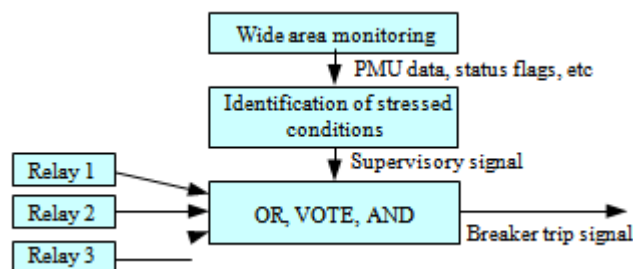 Wide area monitoring
PMU data, status flags, etc
Identification of stressed
conditions
Supervisory signal
Relay 1
Relay 2
Relay 3
OR, VOTE, AND
Breaker trip signal